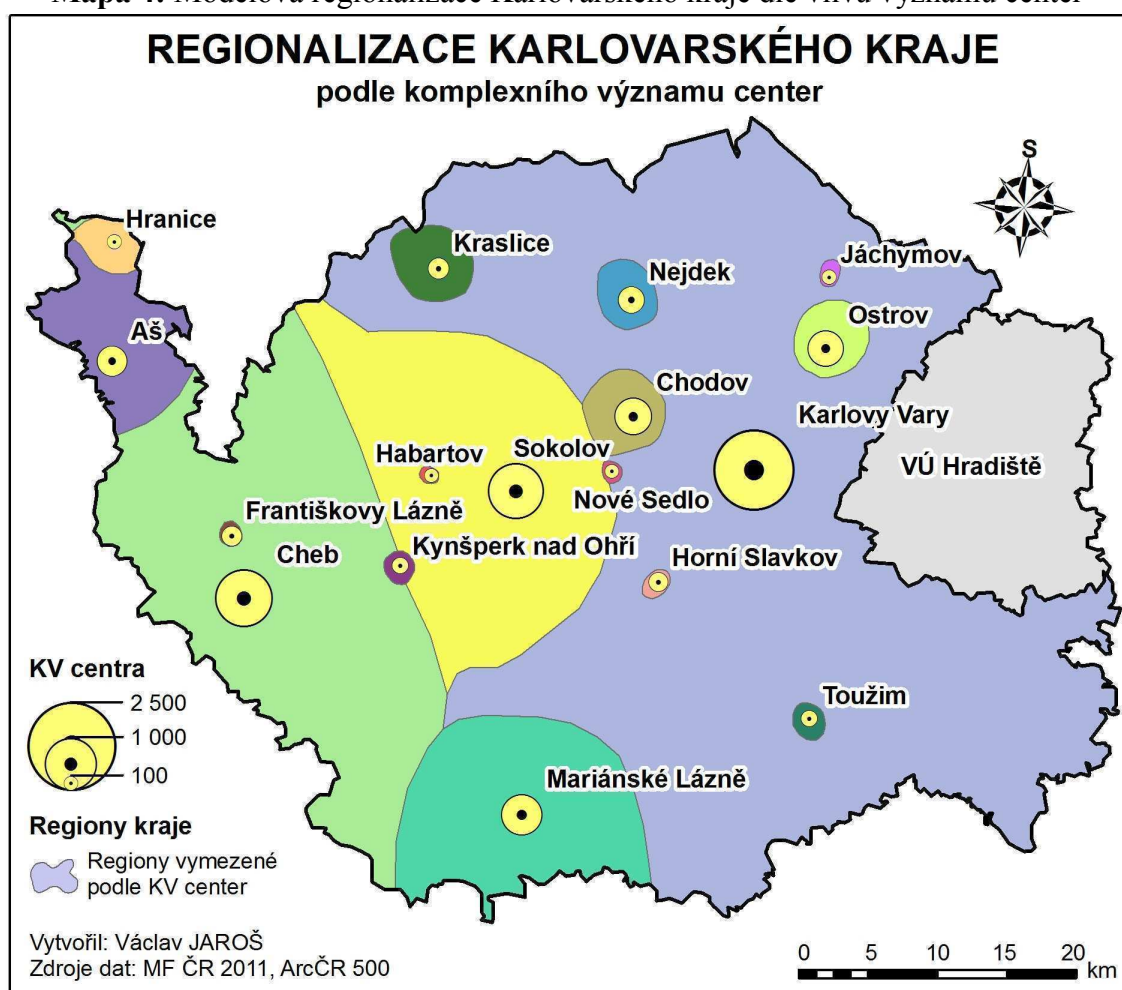 Mapa 4: Modelová regionalizace Karlovarského kraje dle vlivu významu center
REGIONALIZACE KARLOVARSKÉHO KRAJE
podle komplexního významu center
S
Hranice
Kraslice
Nejdek
Jáchymov
Ostrov
Aš
Chodov
Karlovy Vary
Habartov
Sokolov
VÚ Hradiště
Nové Sedlo
Františkovy Lázně
Kynšperk nad Ohří
Cheb
Horní Slavkov
KV centra
2 500
1 000
100
Toužim
Mariánské Lázně
Regiony kraje
Regiony vymezené
podle KV center
Vytvořil: Václav JAROŠ
Zdroje dat: MF ČR 2011, ArcČR 500
0 5 10 15 20
km